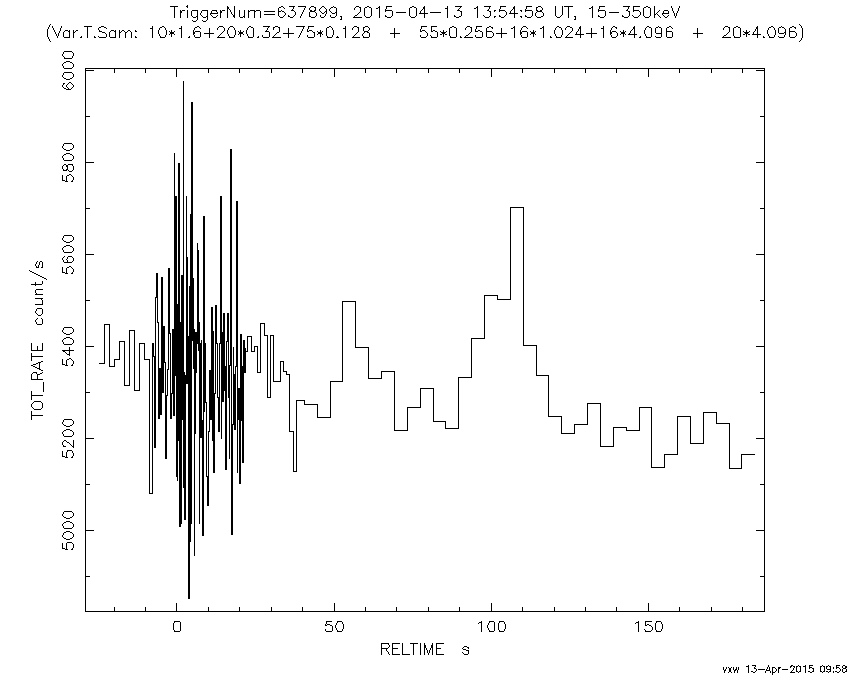 TriggerNum=637899, 2015-04-13 13:54:58 UT, 15-350keV
(Var.T.Sam: 10*1.6+20*0.32+75*0.128 + 55*0.256+16*1.024+16*4.096 + 20*4.096)
6000
5800
5600
5400
5200
5000
TOT_RATE count/s
0 50 100 150
RELTIME s
vxw 13-Apr-2015 09:58